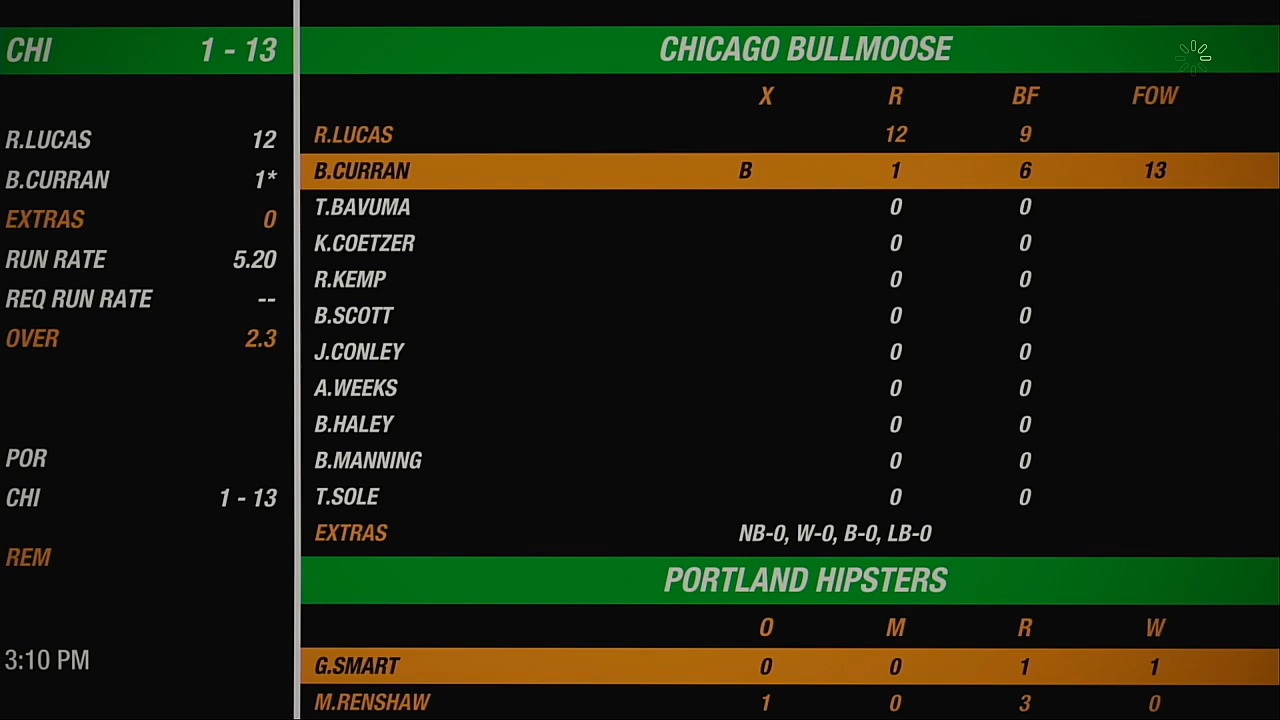 CHI 1 - 13
R.LUCAS 12
B.CURRAN 1*
EXTRAS 0
RUN RATE 5.20
REQ RUN RATE --
OVER 2.3
POR
CHI 1 - 13
REM
3:10 PM
CHICAGO BULLMOOSE
X R BF FOW
R.LUCAS 12 9
B.CURRAN B 1 6 13
T.BAVUMA 0 0
K.COETZER 0 0
R.KEMP 0 0
B.SCOTT 0 0
J.CONLEY 0 0
A.WEEKS 0 0
B.HALEY 0 0
B.MANNING 0 0
T.SOLE 0 0
EXTRAS NB-0, W-0, B-0, LB-0
PORTLAND HIPSTERS
O M R W
G.SMART 0 0 1 1
M.RENSHAW 1 0 3 0